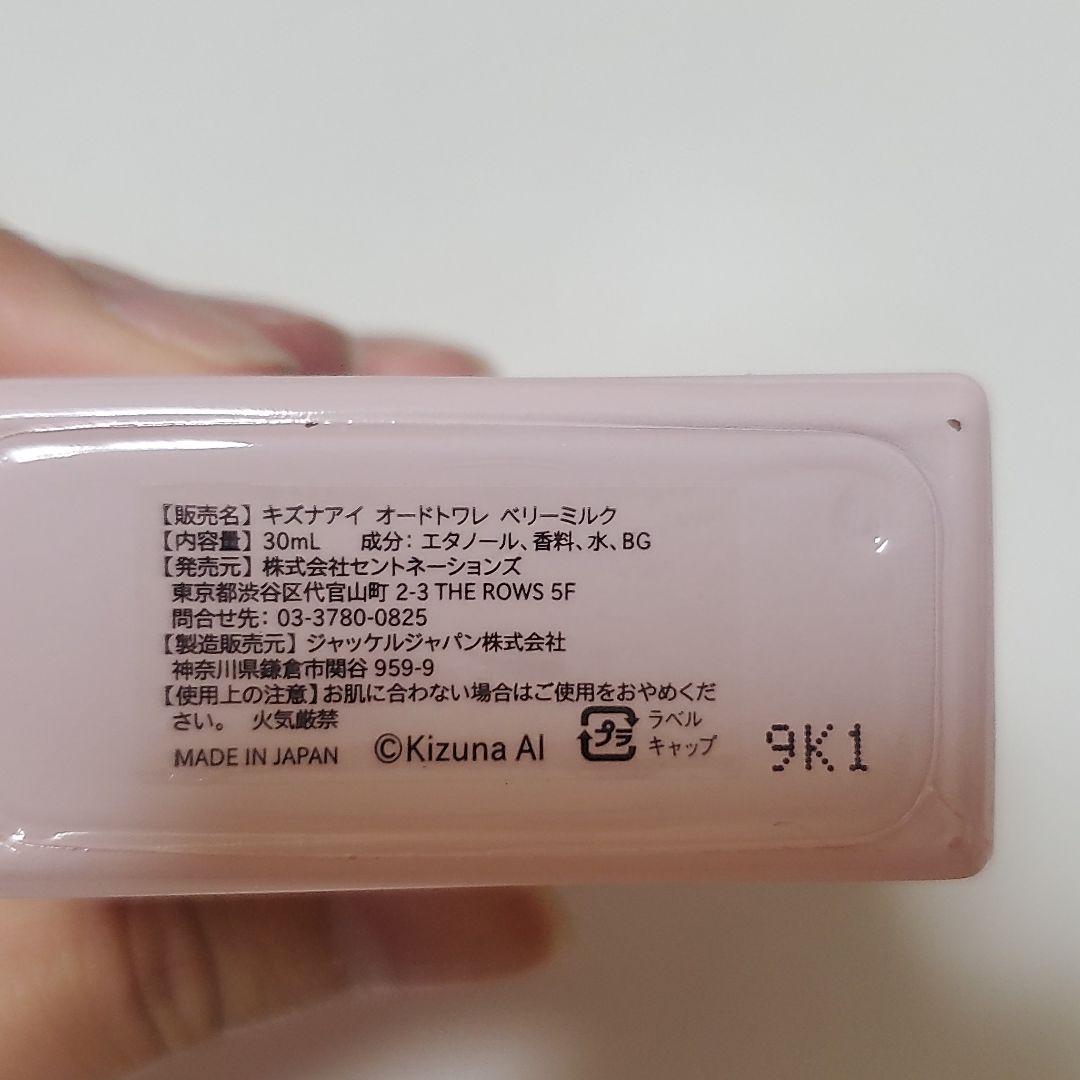 【販売名】キズナアイ オードトワレ ベリーミルク
【内容量】30mL 成分：エタノール、香料、水、BG
【発売元】株式会社セントネーションズ
東京都渋谷区代官山町 2-3 THE ROWS 5F
問合せ先：03-3780-0825
【製造販売元】ジャッケルジャパン株式会社
神奈川県鎌倉市関谷 959-9
【使用上の注意】お肌に合わない場合はご使用をおやめくだ
さい。 火気厳禁
MADE IN JAPAN ©Kizuna AI プラ ラベル
キャップ
9K1